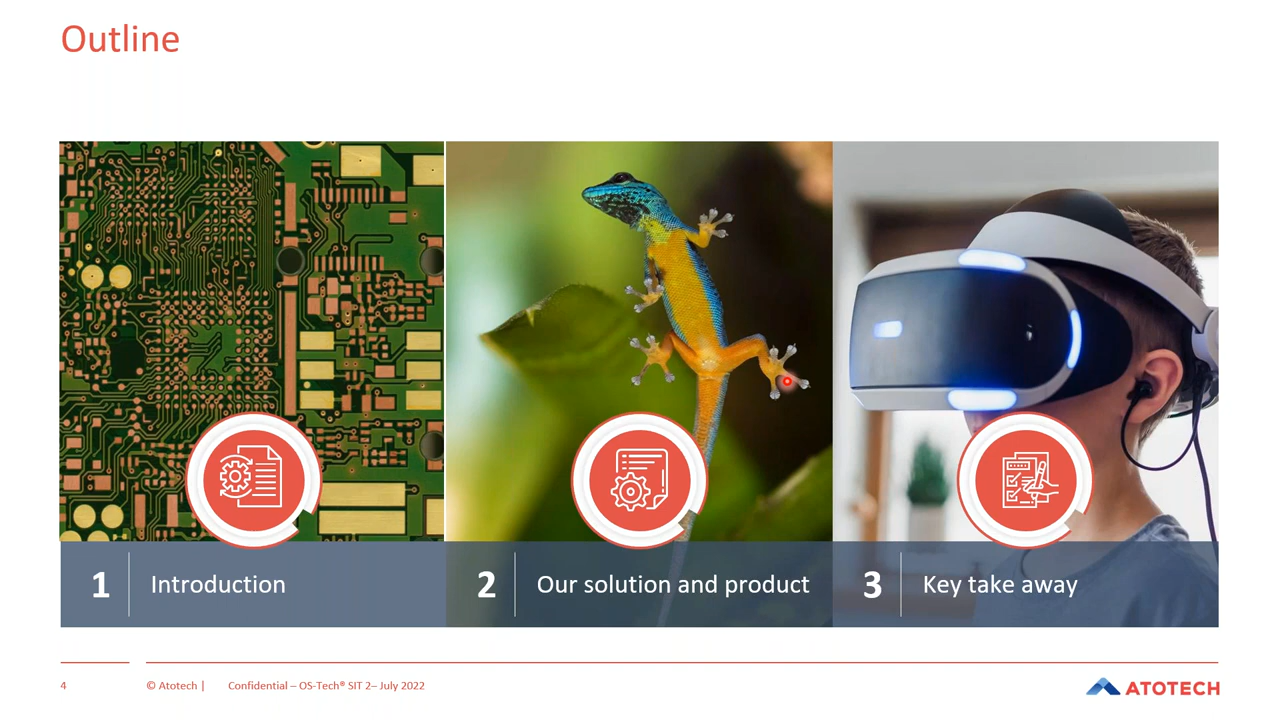 Outline
1 Introduction
2 Our solution and product
3 Key take away
4 © Atotech | Confidential – OS-Tech® SIT 2– July 2022
ATOTECH